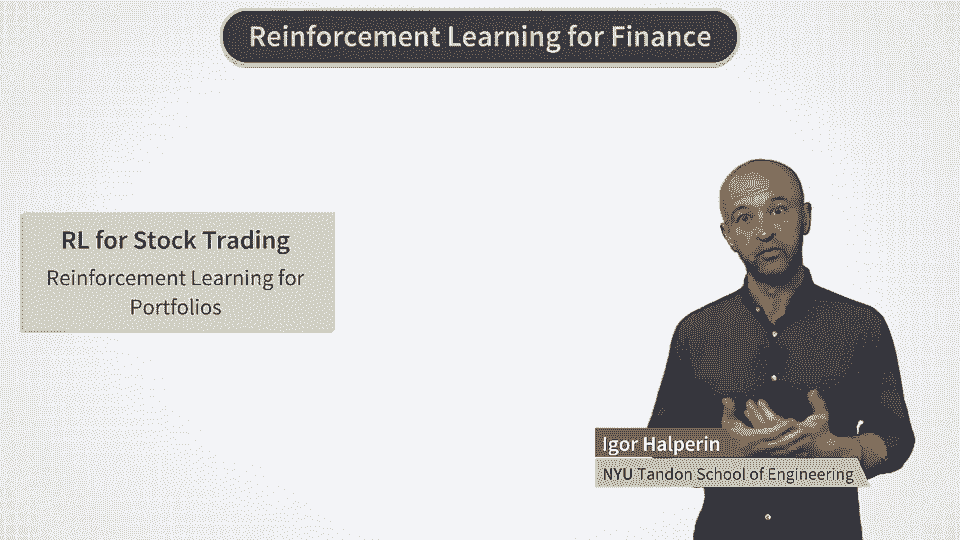 Reinforcement Learning for Finance
RL for Stock Trading
Reinforcement Learning for
Portfolios
Igor Halperin
NYU Tandon School of Engineering